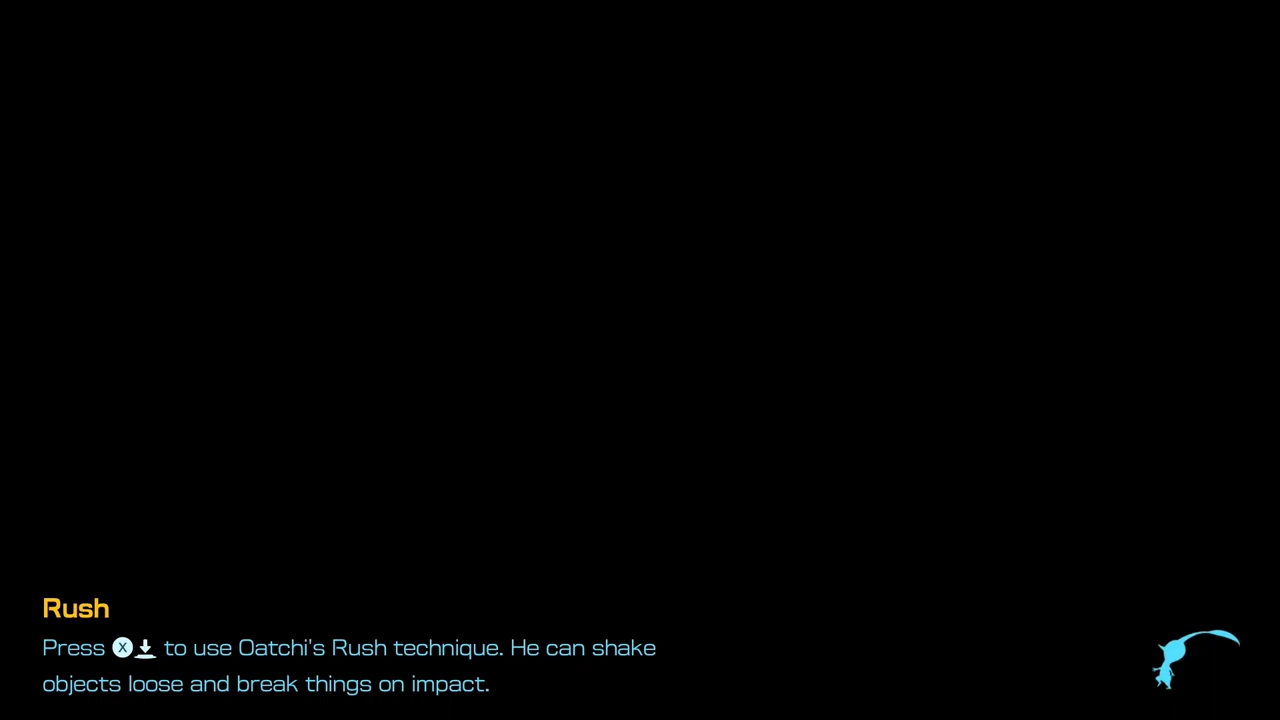 Rush
Press X to use Oatchi's Rush technique. He can shake
objects loose and break things on impact.